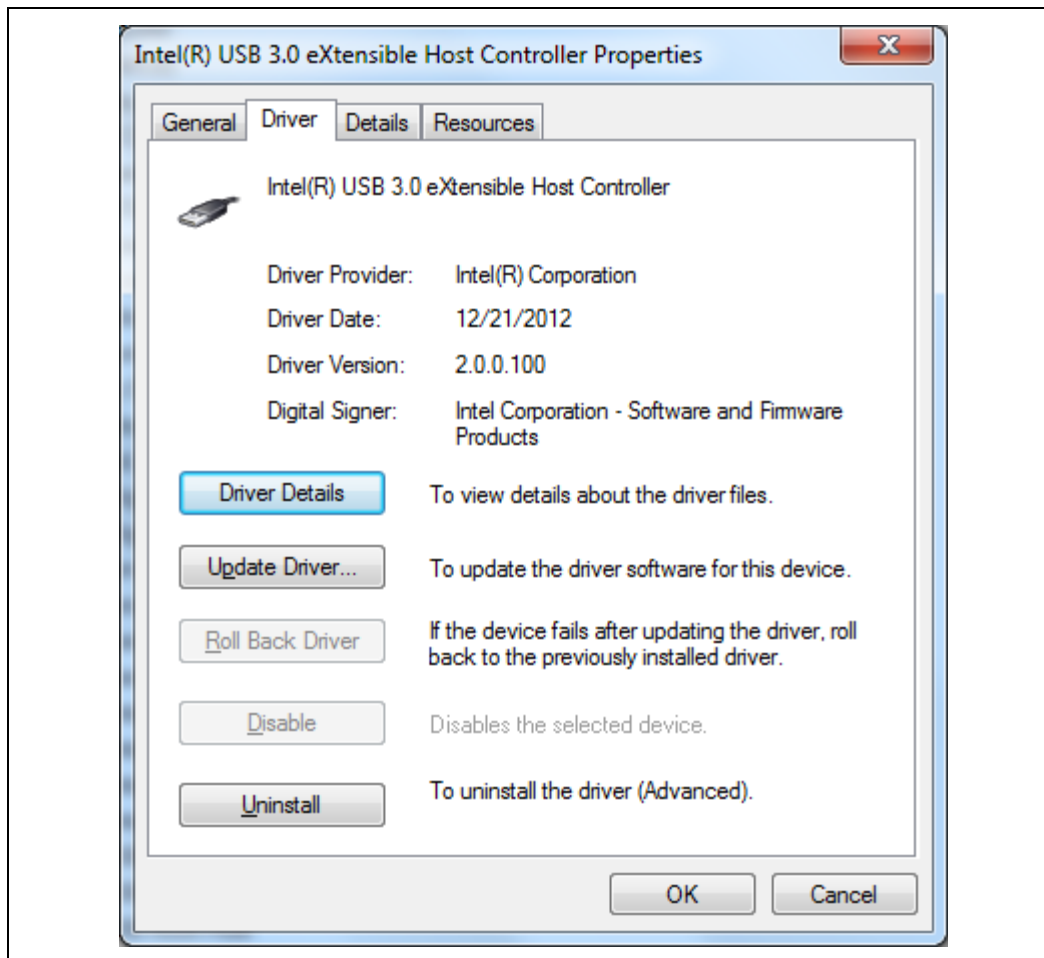 Intel(R) USB 3.0 eXtensible Host Controller Properties
General Driver Details Resources
Intel(R) USB 3.0 eXtensible Host Controller
Driver Provider: Intel(R) Corporation
Driver Date: 12/21/2012
Driver Version: 2.0.0.100
Digital Signer: Intel Corporation - Software and Firmware
Products
Driver Details To view details about the driver files.
Update Driver... To update the driver software for this device.
Roll Back Driver If the device fails after updating the driver, roll
back to the previously installed driver.
Disable Disables the selected device.
Uninstall To uninstall the driver (Advanced).
OK Cancel